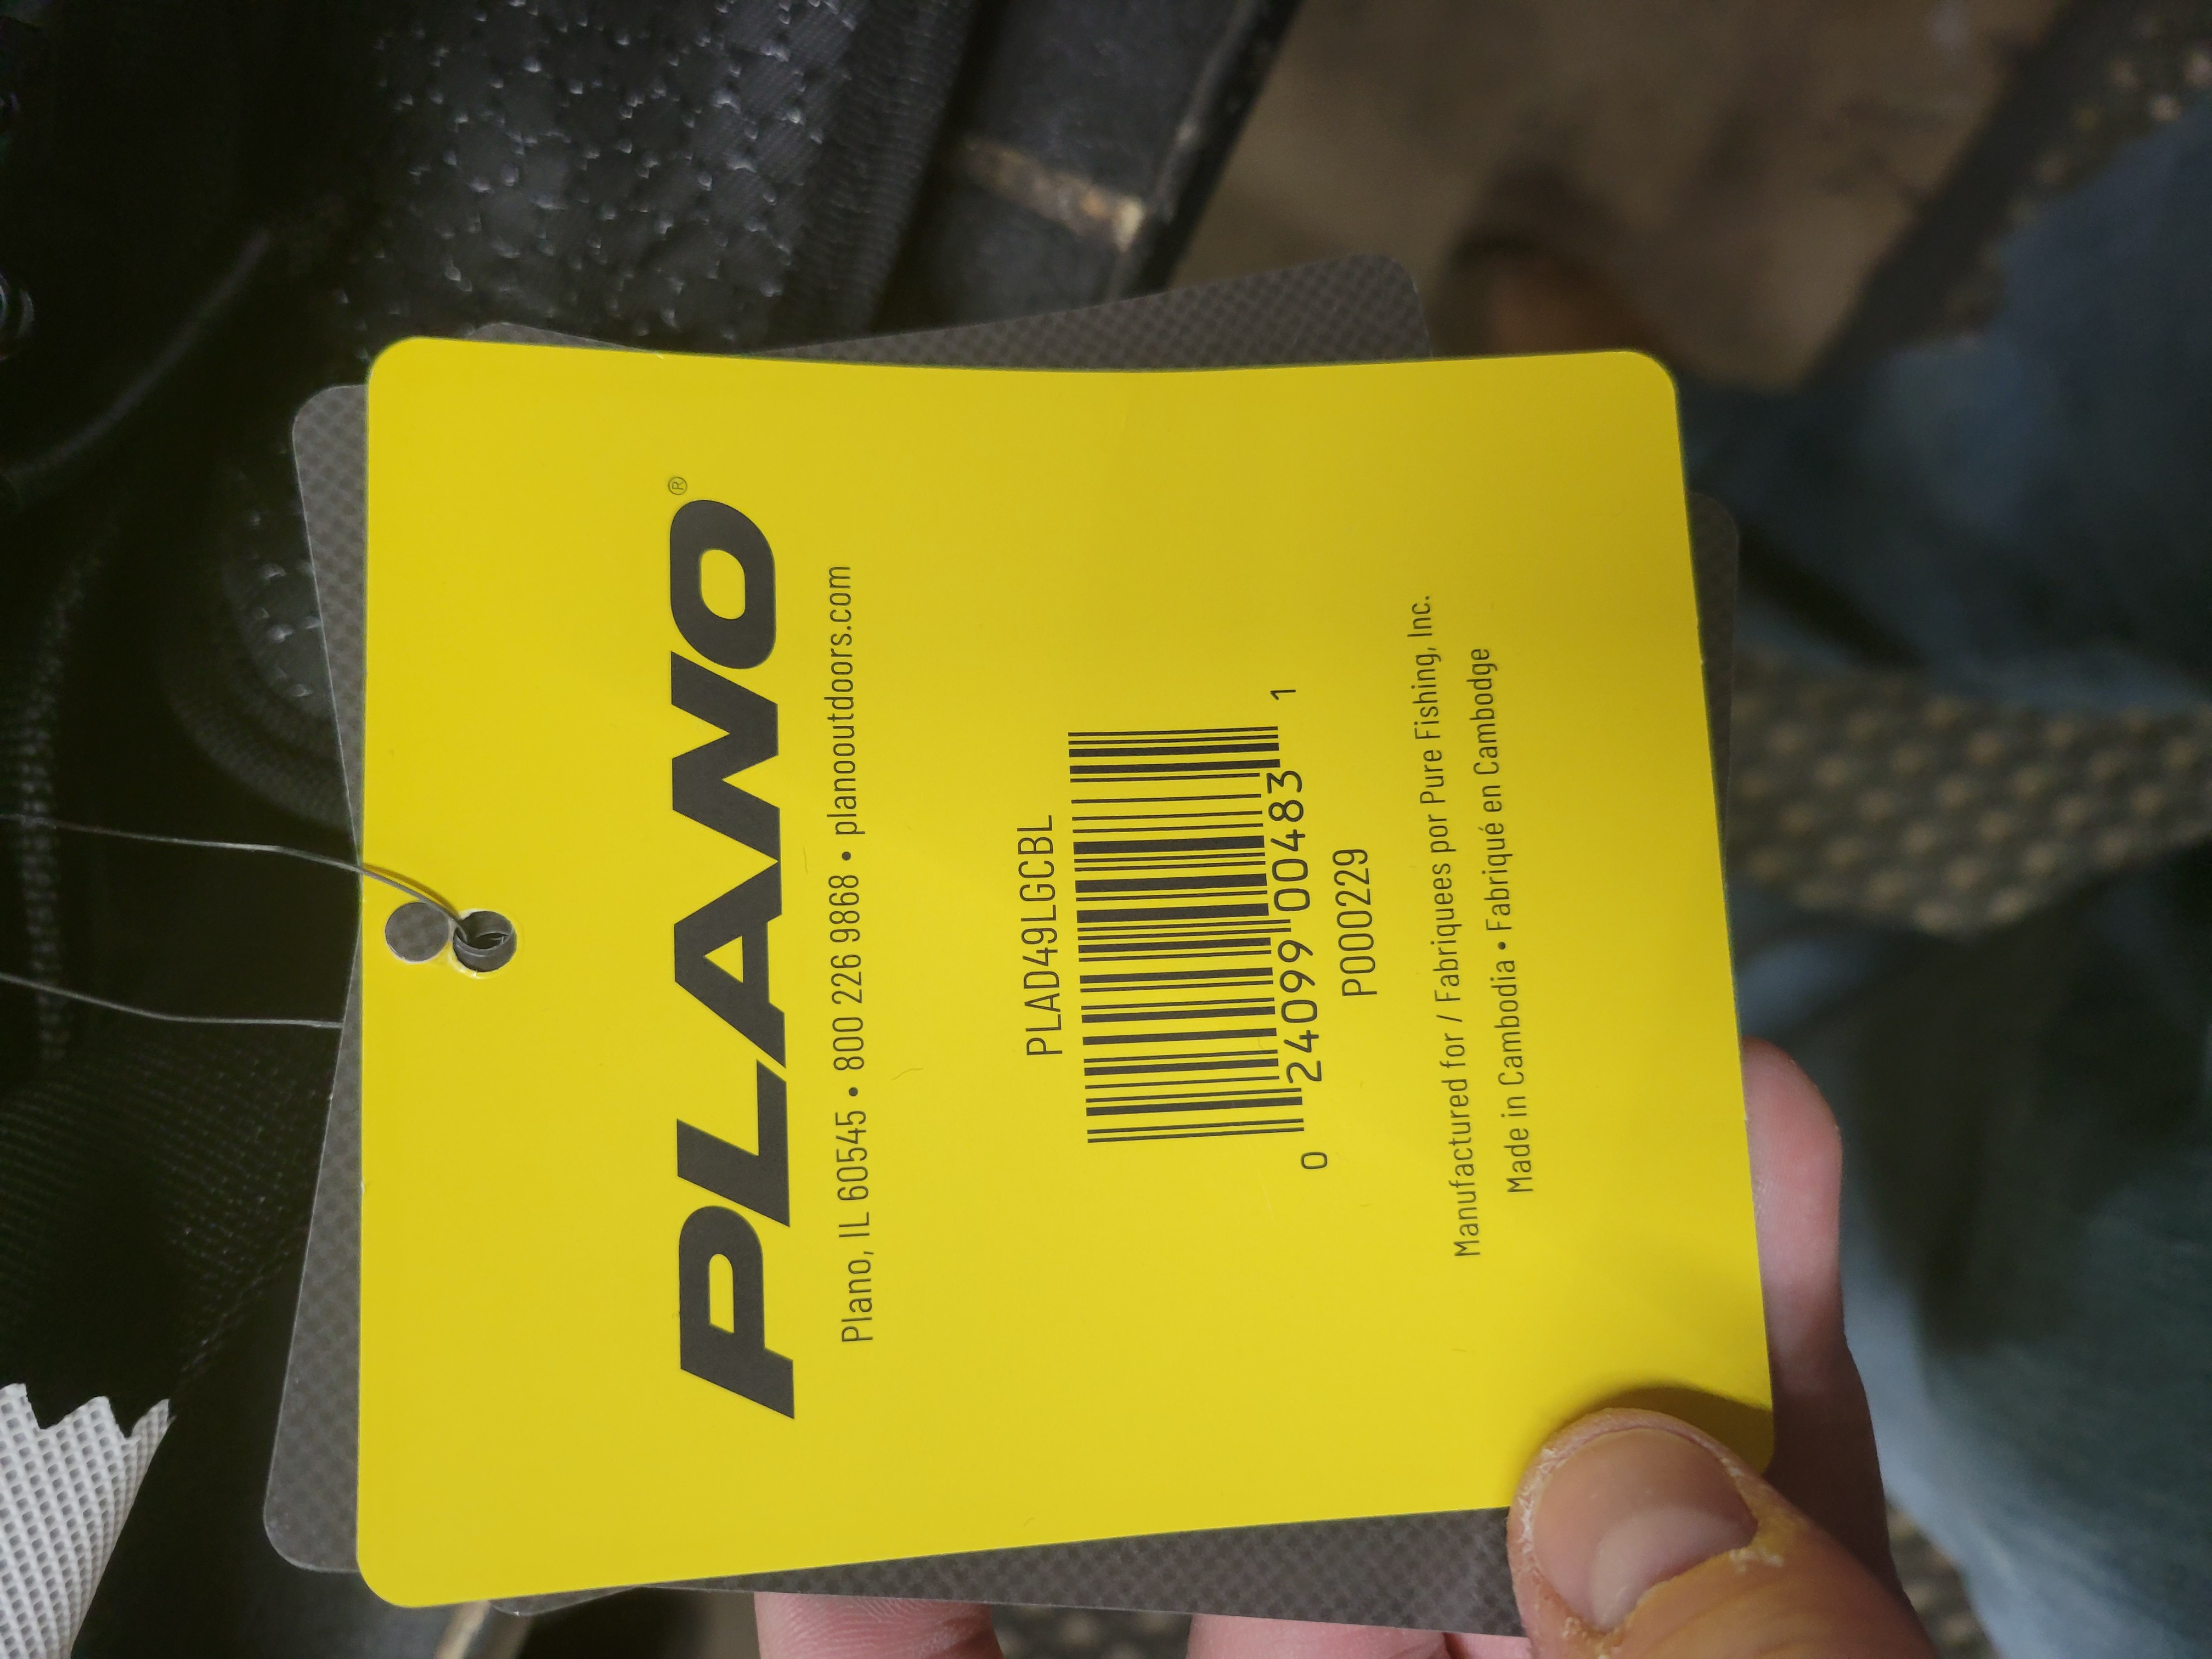 PLANO®
Plano, IL 60545 • 800 226 9868 • planooutdoors.com
PLAD49LGCBL
0 24099 00483 1
P000229
Manufactured for / Fabriquees por Pure Fishing, Inc.
Made in Cambodia • Fabriqué en Cambodge